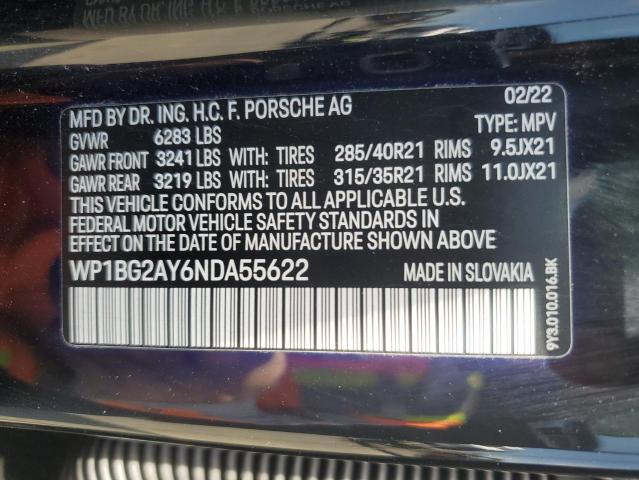 MFD BY DR. ING. H.C. F. PORSCHE AG 02/22
GVWR 6283 LBS TYPE: MPV
GAWR FRONT 3241 LBS WITH: TIRES 285/40R21 RIMS 9.5JX21
GAWR REAR 3219 LBS WITH: TIRES 315/35R21 RIMS 11.0JX21
THIS VEHICLE CONFORMS TO ALL APPLICABLE U.S.
FEDERAL MOTOR VEHICLE SAFETY STANDARDS IN
EFFECT ON THE DATE OF MANUFACTURE SHOWN ABOVE
WP1BG2AY6NDA55622 MADE IN SLOVAKIA
9Y3.010.016.BK